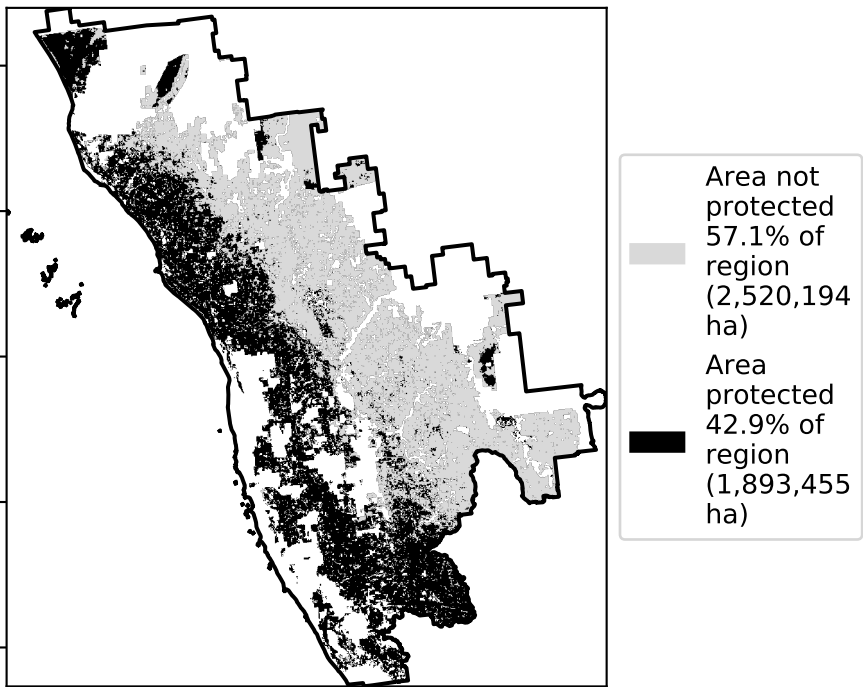 Area not
protected
57.1% of
region
(2,520,194
ha)
Area
protected
42.9% of
region
(1,893,455
ha)